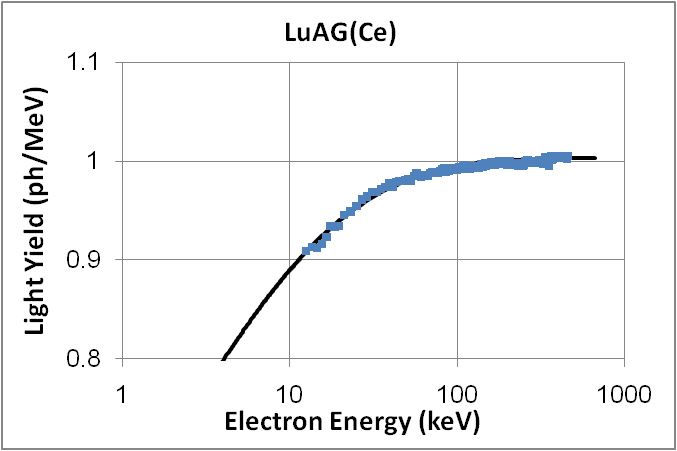 LuAG(Ce)
Light Yield (ph/MeV)
1.1
1
0.9
0.8
1 10 100 1000
Electron Energy (keV)